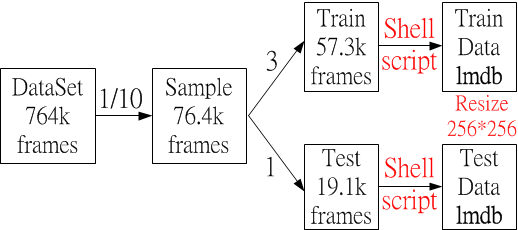 DataSet
764k
frames
1/10
Sample
76.4k
frames
3
1
Train
57.3k
frames
Shell
script
Train
Data
lmdb
Resize
256*256
Test
19.1k
frames
Shell
script
Test
Data
lmdb